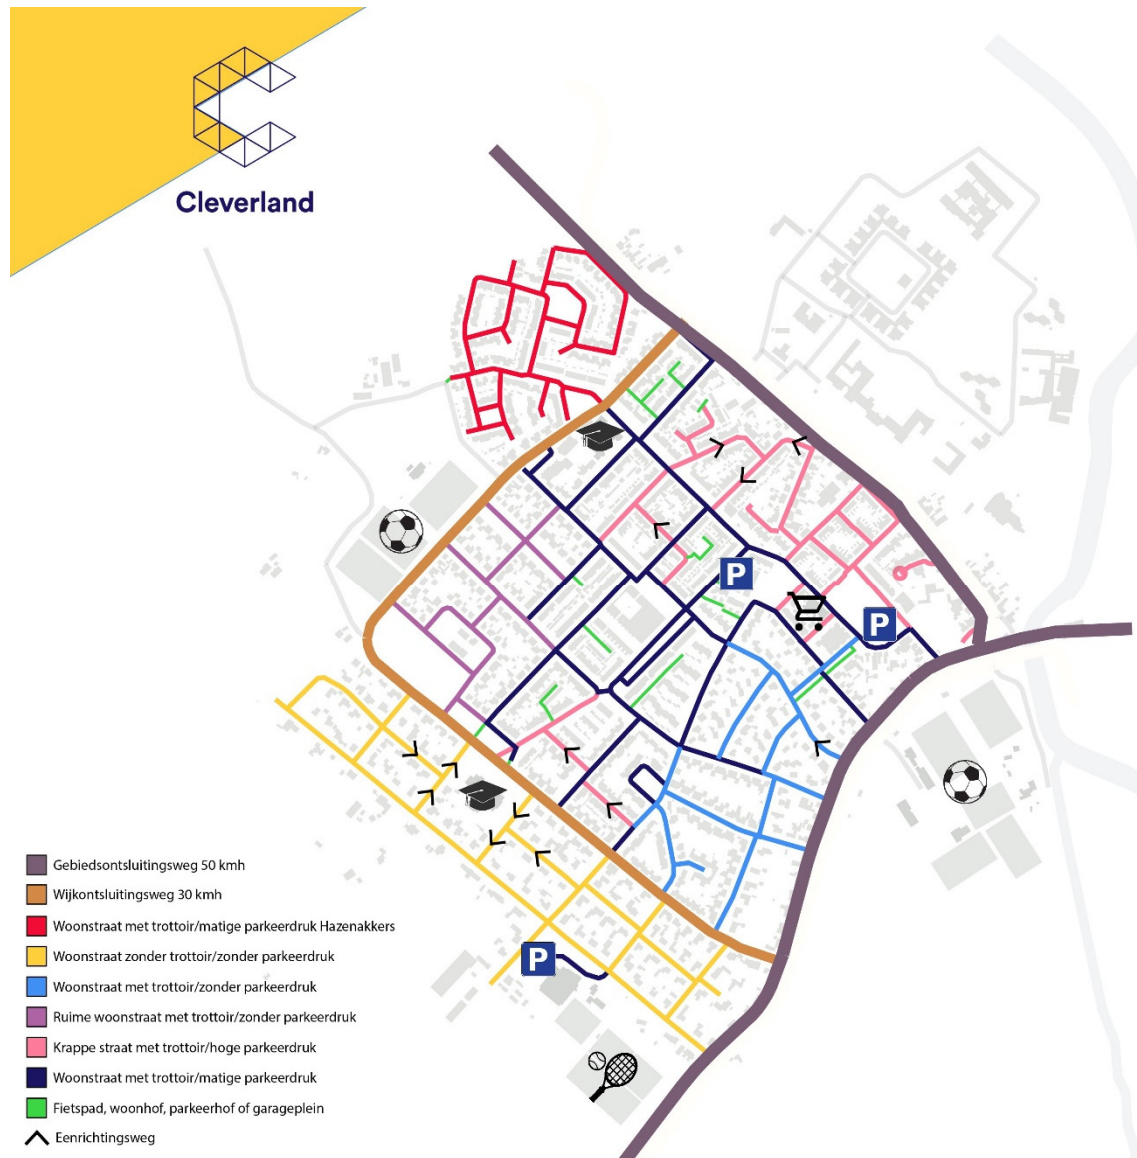 Cleverland
P
P
P
Gebiedsontsluitingsweg 50 kmh
Wijkontsluitingsweg 30 kmh
Woonstraat met trottoir/matige parkeerdruk Hazenakkers
Woonstraat zonder trottoir/zonder parkeerdruk
Woonstraat met trottoir/zonder parkeerdruk
Ruime woonstraat met trottoir/zonder parkeerdruk
Krappe straat met trottoir/hoge parkeerdruk
Woonstraat met trottoir/matige parkeerdruk
Fietspad, woonhof, parkeerhof of garageplein
Eenrichtingsweg